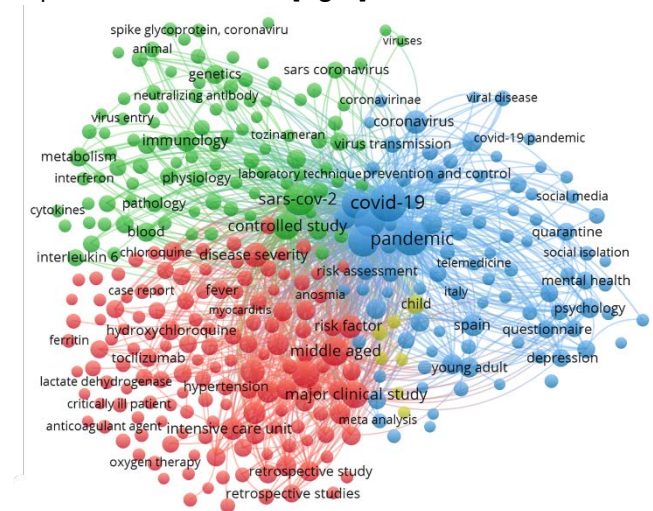 spike glycoprotein, coronaviru
animal
viruses
genetics
sars coronavirus
neutralizing antibody
coronavirinae
viral disease
virus entry
coronavirus
tozinameran
immunology
virus transmission
covid-19 pandemic
metabolism
interferon
physiology
laboratory technique
prevention and control
cytokines
pathology
sars-cov-2
covid-19
social media
blood
controlled study
pandemic
quarantine
interleukin 6
chloroquine
disease severity
social isolation
risk assessment
telemedicine
case report
fever
anosmia
italy
mental health
myocarditis
child
psychology
ferritin
hydroxychloroquine
risk factor
spain
questionnaire
tocilizumab
middle aged
depression
lactate dehydrogenase
hypertension
young adult
critically ill patient
major clinical study
anticoagulant agent
intensive care unit
meta analysis
oxygen therapy
retrospective study
retrospective studies